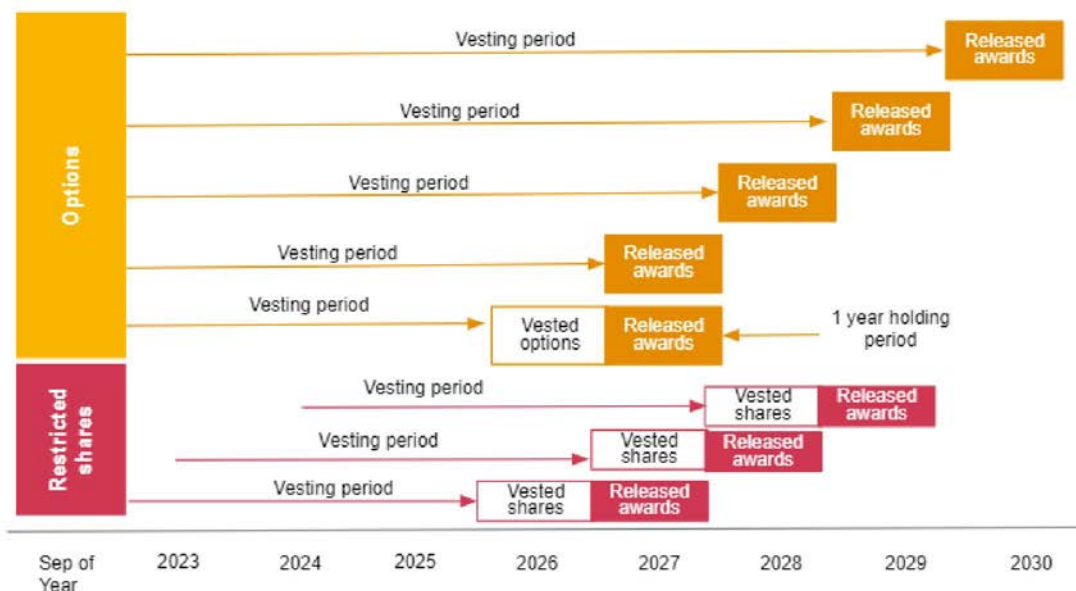 Vesting period
Released
awards
Vesting period
Released
awards
Vesting period
Released
awards
Options
Vesting period
Released
awards
Vesting period
Vested
options
Released
awards
1 year holding
period
Restricted
shares
Vesting period
Vested
shares
Released
awards
Vesting period
Vested
shares
Released
awards
Vesting period
Vested
shares
Released
awards
Sep of
Year
2023
2024
2025
2026
2027
2028
2029
2030